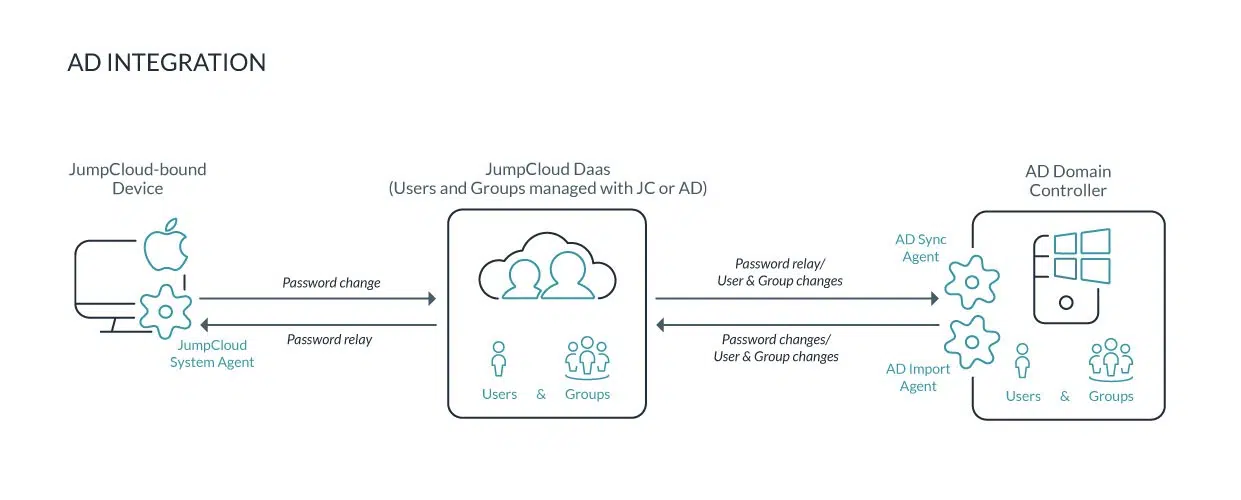 AD INTEGRATION
JumpCloud-bound
Device
JumpCloud System Agent
Password change
Password relay
JumpCloud Daas
(Users and Groups managed with JC or AD)
Users & Groups
Password relay/
User & Group changes
Password changes/
User & Group changes
AD Domain
Controller
AD Sync
Agent
AD Import
Agent
Users & Groups